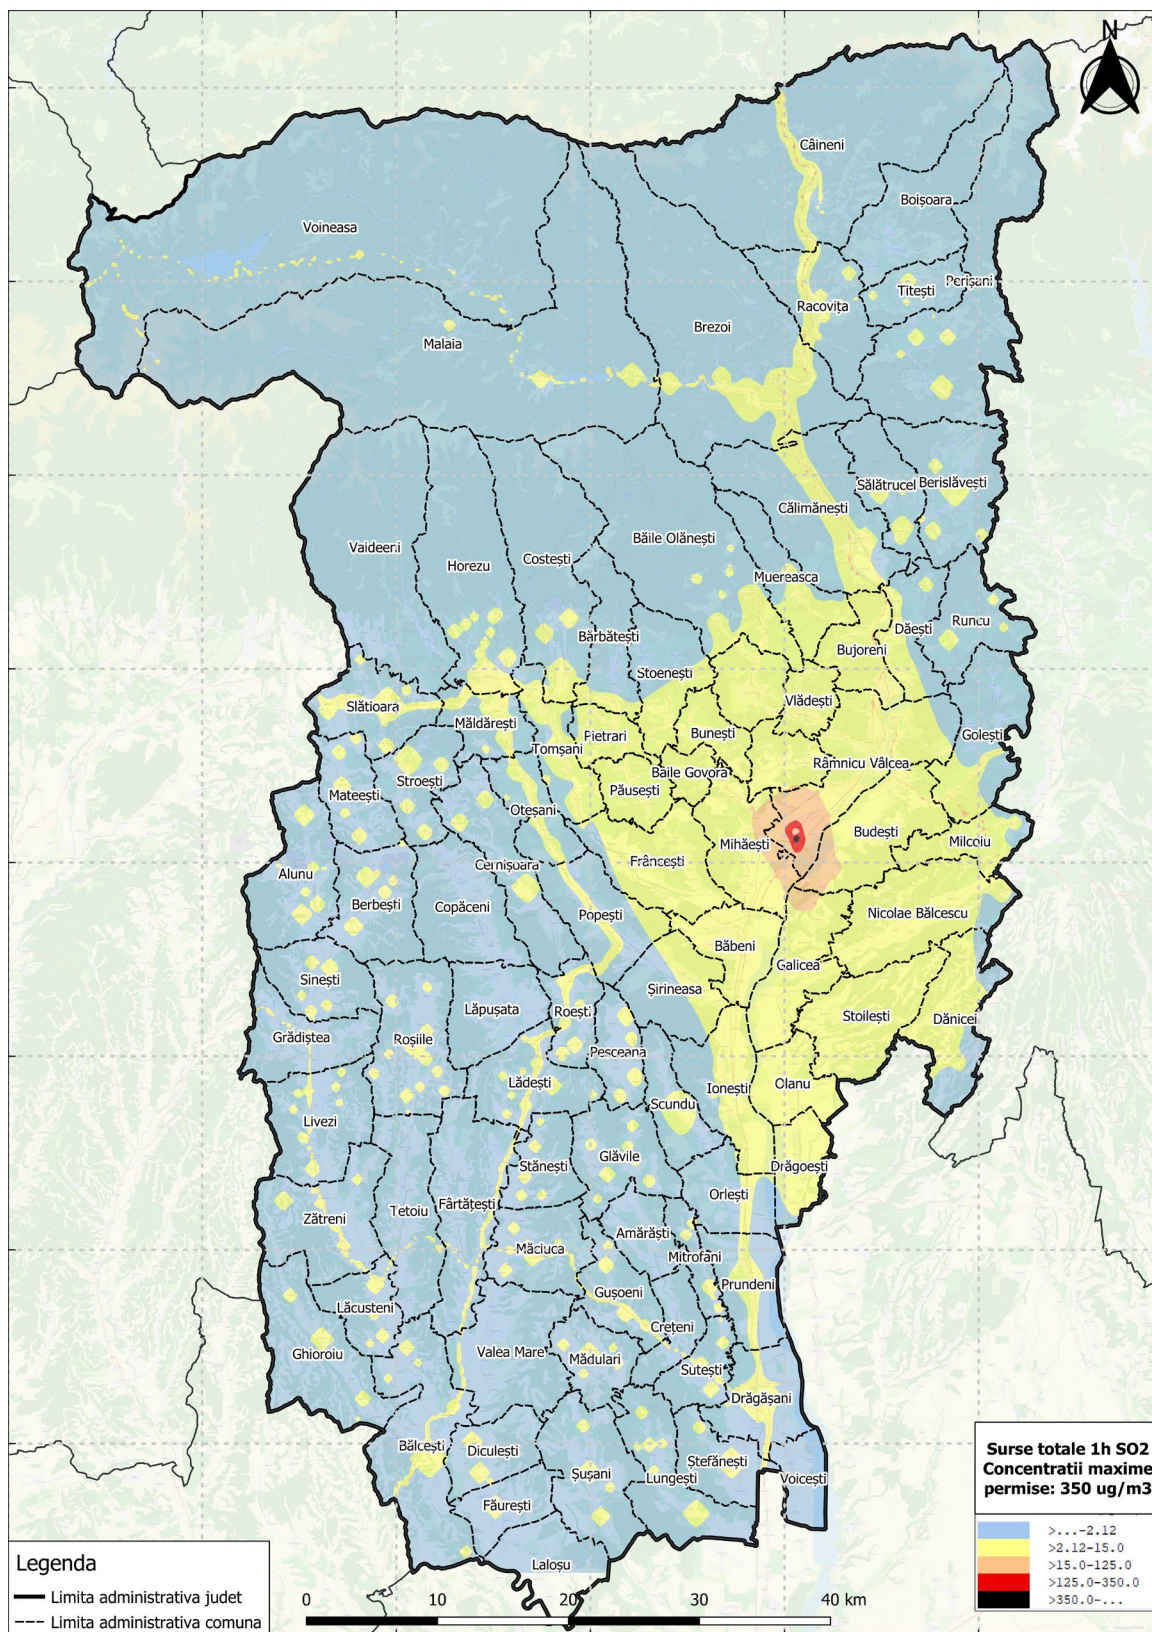 N
Câineni
Boișoara
Voineasa
Perișani
Titești
Racovița
Brezoi
Malaia
Sălătrucel
Berislăvești
Călimănești
Băile Olănești
Vaideeni
Costești
Horezu
Muereasca
Runcu
Dăești
Bărbătești
Bujoreni
Stoenești
Vlădești
Slătioara
Măldărești
Bunești
Golești
Pietrari
Tomșani
Râmnicu Vâlcea
Băile Govora
Stroești
Păușești
Mateești
Oteșani
Budești
Mihăești
Milcoiu
Frâncești
Cernișoara
Alunu
Berbești
Copăceni
Popești
Nicolae Bălcescu
Băbeni
Galicea
Sinești
Șirineasa
Lăpușata
Roești
Stoilești
Dănicei
Grădiștea
Roșiile
Pesceana
Lădești
Ionești
Olanu
Scundu
Livezi
Glăvile
Stănești
Drăgoești
Orlești
Fârtățești
Tetoiu
Zătreni
Amărăști
Măciuca
Mitrofani
Prundeni
Gușoeni
Lăcusteni
Crețeni
Ghioroiu
Valea Mare
Mădulari
Sutești
Drăgășani
Bălcești
Diculești
Ștefănești
Șușani
Lungești
Voicești
Făurești
Laloșu
Surse totale 1h SO2
Concentratii maxime
permise: 350 ug/m3
>...-2.12
>2.12-15.0
>15.0-125.0
>125.0-350.0
>350.0-...
Legenda
Limita administrativa judet
Limita administrativa comuna
0 10 20 30 40 km